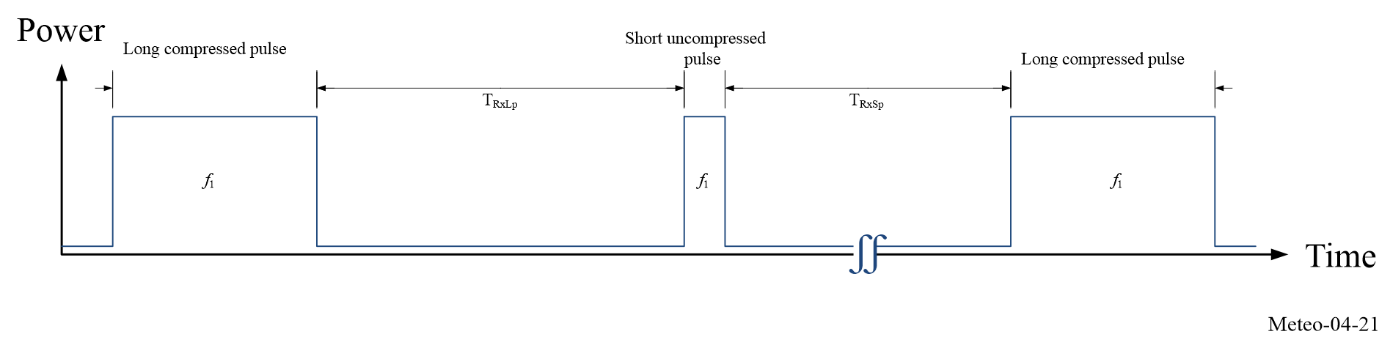 Power
Long compressed pulse
Short uncompressed
pulse
Long compressed pulse
TRxLp
TRxSp
f1
f1
f1
Time
Meteo-04-21